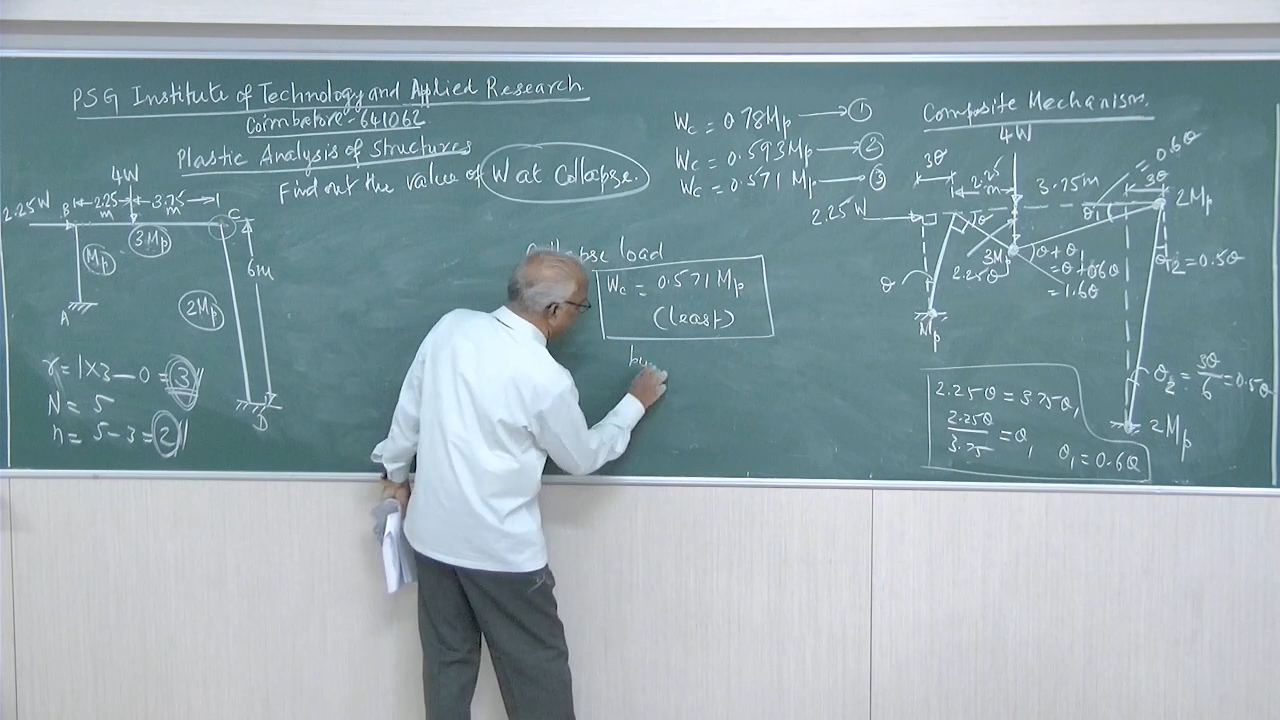 PSG Institute of Technology and Applied Research
Coimbatore - 641062
Plastic Analysis of Structures
Find out the value of W at Collapse.
4W
2.25W
B
2.25 m
3.75 m
C
Mp
3Mp
6m
2Mp
A
D
r = 1×3 - 0 = 3
N = 5
n = 5-3 = 2
Wc = 0.78Mp → 1
Wc = 0.593Mp → 2
Wc = 0.571 Mp → 3
Collapse load
Wc = 0.571 Mp
(least)
Composite Mechanism.
4W
3θ
2.25 m
3.75m
= 0.6θ
3θ
2Mp
2.25W
θ
θ1
3Mp
2.25θ
θ + θ1
= θ + 0.6θ
= 1.6θ
θ2 = 0.5θ
θ
Mp
θ2 = 3θ/6 = 0.5θ
2Mp
2.25θ = 3.75θ1
2.25θ/3.75 = θ1
θ1 = 0.6θ